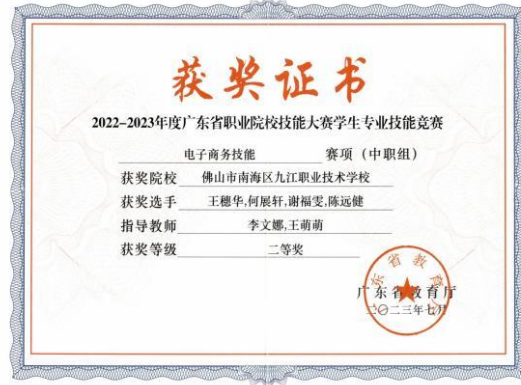 获奖证书
2022-2023年度广东省职业院校技能大赛学生专业技能竞赛
电子商务技能 赛项（中职组）
获奖院校 佛山市南海区九江职业技术学校
获奖选手 王穗华,何展轩,谢福雯,陈远健
指导教师 李文娜,王萌萌
获奖等级 二等奖
广东省教育厅
二〇二三年七月